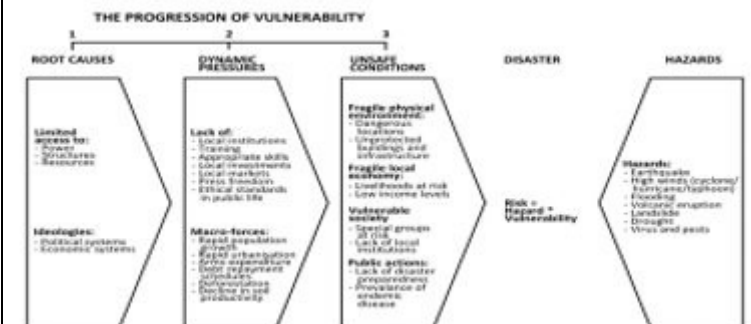 THE PROGRESSION OF VULNERABILITY
1
2
3
ROOT CAUSES
DYNAMIC
PRESSURES
UNSAFE
CONDITIONS
DISASTER
HAZARDS
Limited
access to:
- Power
- Structures
- Resources
Ideologies:
- Political systems
- Economic systems
Lack of:
- Local institutions
- Training
- Appropriate skills
- Local investments
- Local markets
- Press freedom
- Ethical standards
in public life
Macro-forces:
- Rapid population
growth
- Rapid urbanisation
- Arms expenditure
- Debt repayment
schedules
- Deforestation
- Decline in soil
productivity
Fragile physical
environment:
- Dangerous
locations
- Unprotected
buildings and
infrastructure
Fragile local
economy:
- Livelihoods at risk
- Low income levels
Vulnerable
society
- Special groups
at risk
- Lack of local
institutions
Public actions:
- Lack of disaster
preparedness
- Prevalence of
endemic
disease
Risk =
Hazard *
Vulnerability
Hazards:
- Earthquake
- High winds (cyclone/
hurricane/typhoon)
- Flooding
- Volcanic eruption
- Landslide
- Drought
- Virus and pests